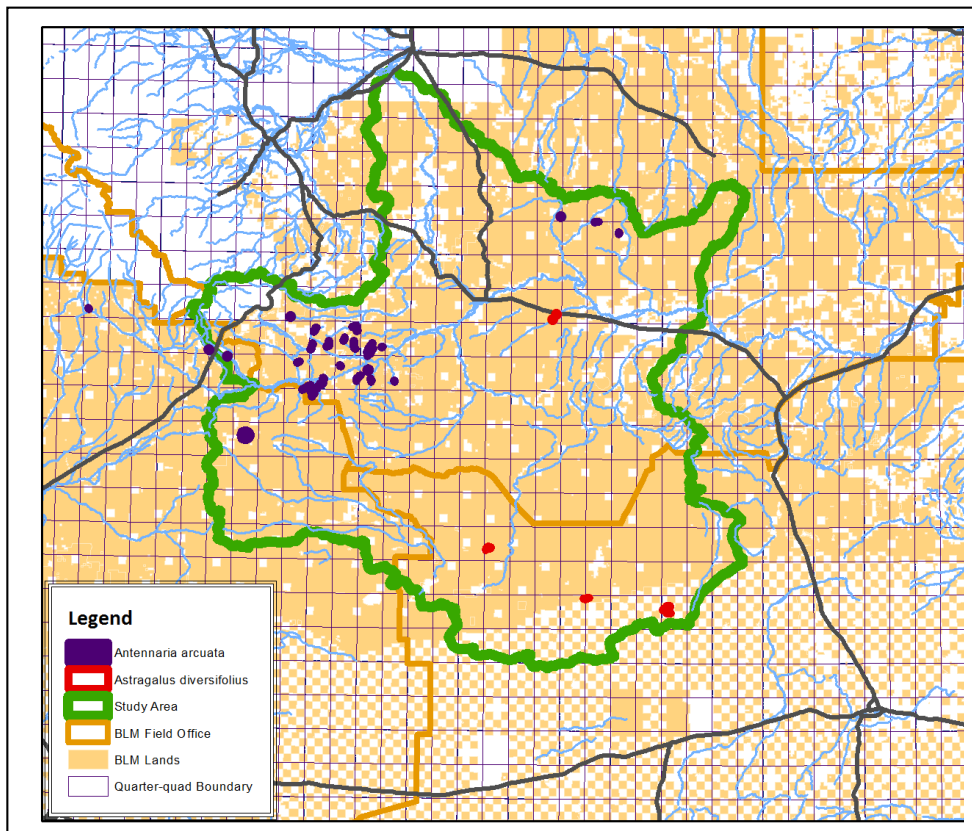 Legend
Antennaria arcuata
Astragalus diversifolius
Study Area
BLM Field Office
BLM Lands
Quarter-quad Boundary